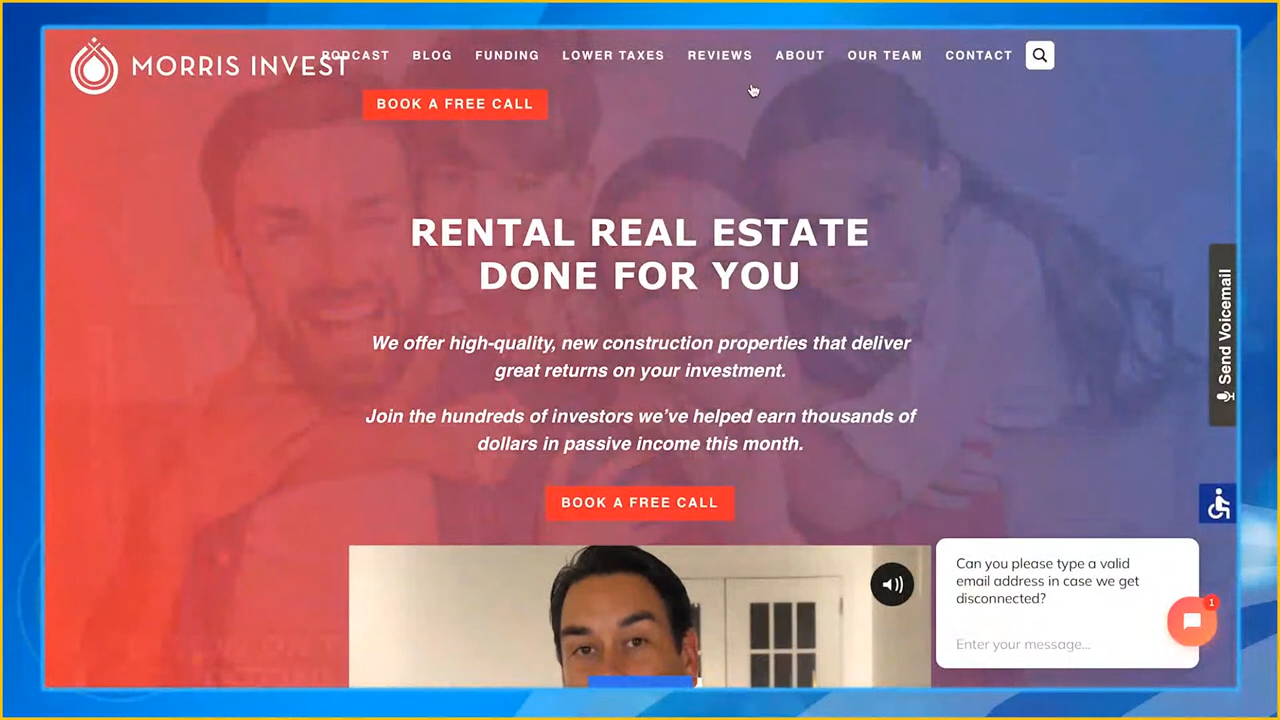 MORRIS INVEST
PODCAST BLOG FUNDING LOWER TAXES REVIEWS ABOUT OUR TEAM CONTACT
BOOK A FREE CALL
RENTAL REAL ESTATE
DONE FOR YOU
We offer high-quality, new construction properties that deliver
great returns on your investment.
Join the hundreds of investors we've helped earn thousands of
dollars in passive income this month.
BOOK A FREE CALL
Send Voicemail
Can you please type a valid
email address in case we get
disconnected?
1
Enter your message...